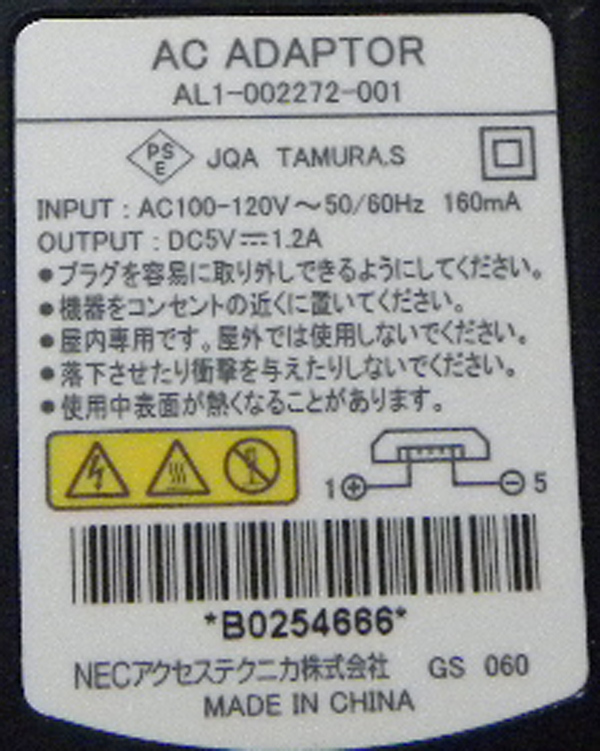 AC ADAPTOR
AL1-002272-001
PSE JQA TAMURA.S
INPUT : AC100-120V～50/60Hz 160mA
OUTPUT : DC5V⎓1.2A
●プラグを容易に取り外しできるようにしてください。
●機器をコンセントの近くに置いてください。
●屋内専用です。屋外では使用しないでください。
●落下させたり衝撃を与えたりしないでください。
●使用中表面が熱くなることがあります。
1⊕ ⊖5
*B0254666*
NECアクセステクニカ株式会社 GS 060
MADE IN CHINA